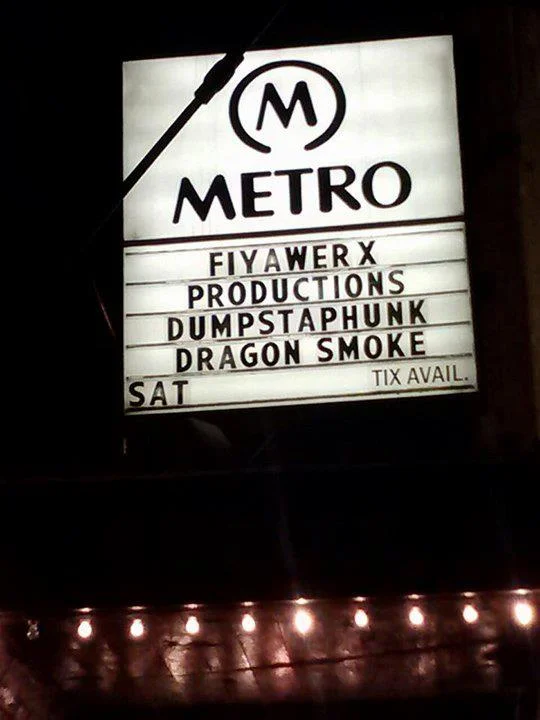 M
METRO
FIYAWERX
PRODUCTIONS
DUMPSTAPHUNK
DRAGON SMOKE
SAT TIX AVAIL.